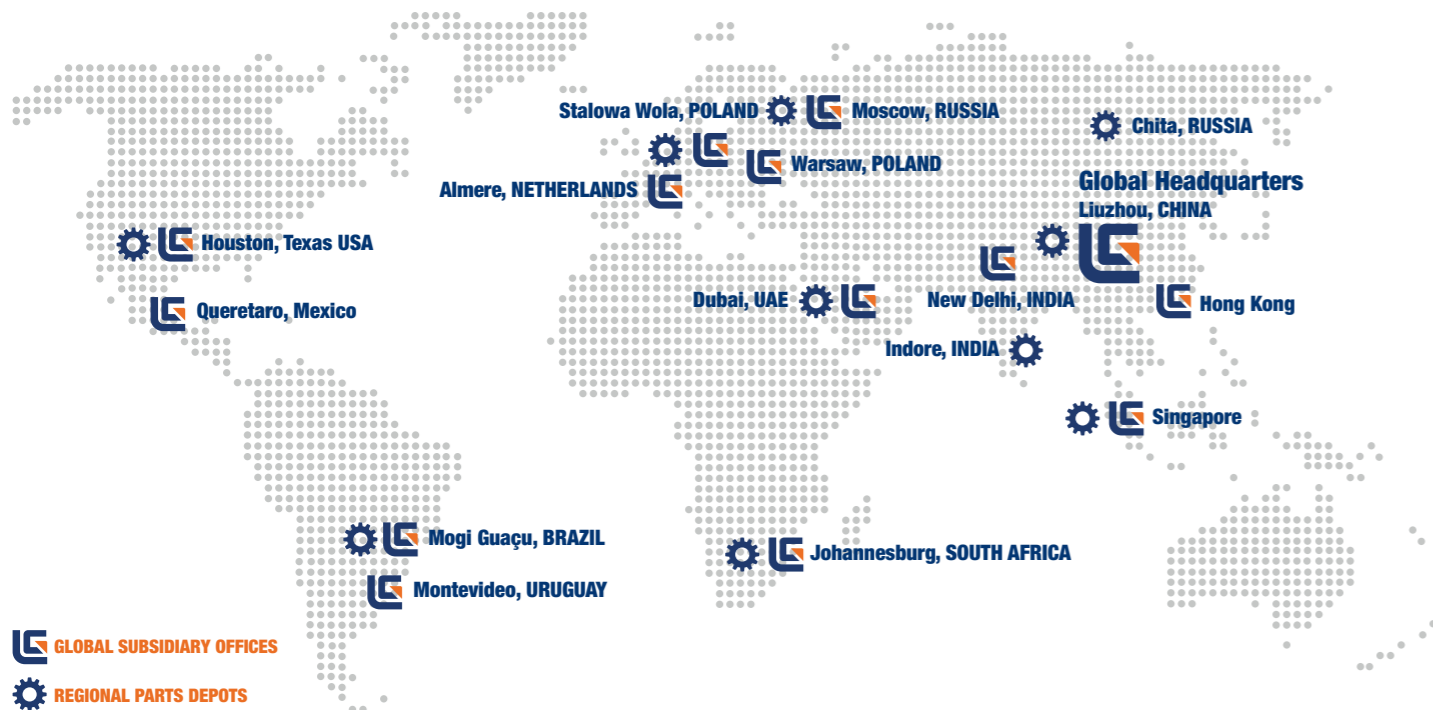 Stalowa Wola, POLAND
Moscow, RUSSIA
Chita, RUSSIA
Warsaw, POLAND
Almere, NETHERLANDS
Global Headquarters
Liuzhou, CHINA
Houston, Texas USA
Queretaro, Mexico
Dubai, UAE
New Delhi, INDIA
Hong Kong
Indore, INDIA
Singapore
Mogi Guaçu, BRAZIL
Johannesburg, SOUTH AFRICA
Montevideo, URUGUAY
GLOBAL SUBSIDIARY OFFICES
REGIONAL PARTS DEPOTS